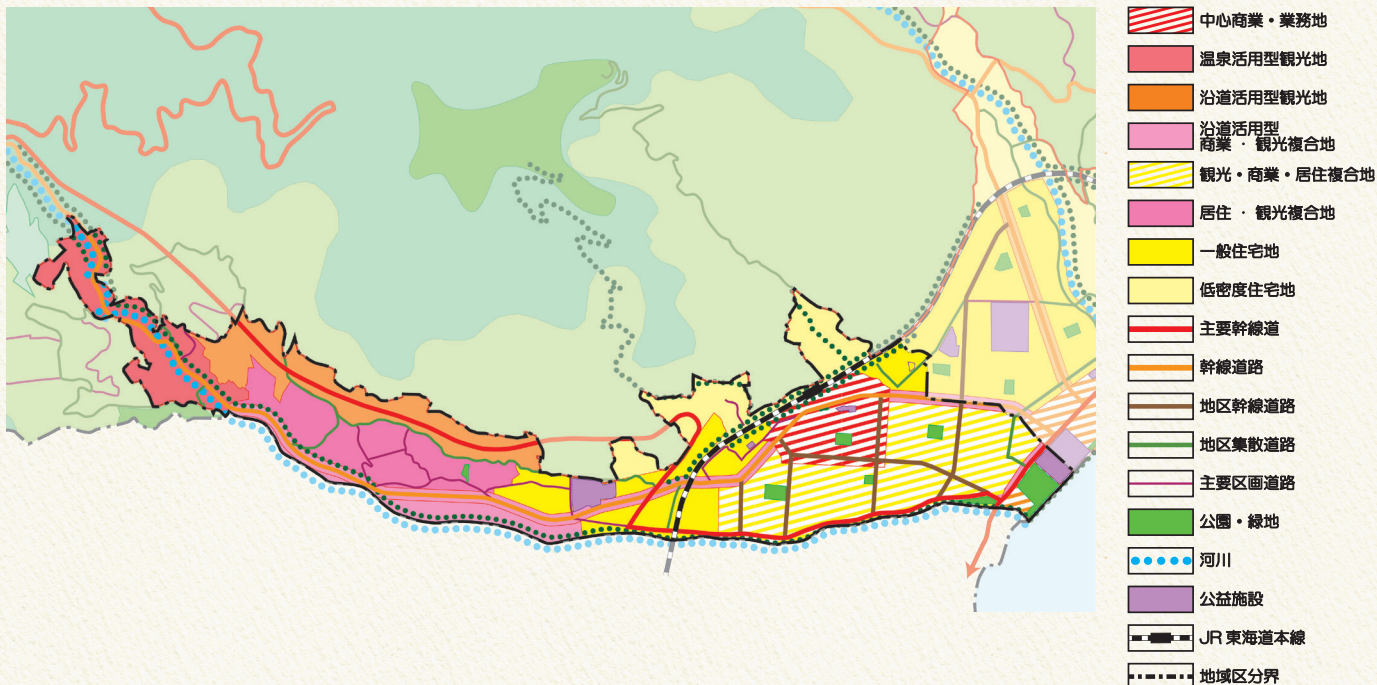 中心商業・業務地
温泉活用型観光地
沿道活用型観光地
沿道活用型
商業・観光複合地
観光・商業・居住複合地
居住・観光複合地
一般住宅地
低密度住宅地
主要幹線道
幹線道路
地区幹線道路
地区集散道路
主要区画道路
公園・緑地
河川
公益施設
JR東海道本線
地域区分界